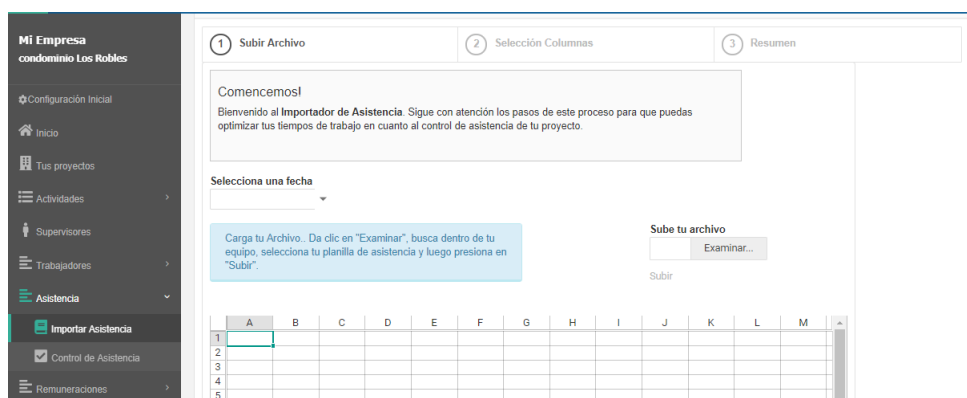 Mi Empresa
condominio Los Robles
Configuración Inicial
Inicio
Tus proyectos
Actividades
Supervisores
Trabajadores
Asistencia
Importar Asistencia
Control de Asistencia
Remuneraciones
1 Subir Archivo
2 Selección Columnas
3 Resumen
Comencemos!
Bienvenido al Importador de Asistencia. Sigue con atención los pasos de este proceso para que puedas
optimizar tus tiempos de trabajo en cuanto al control de asistencia de tu proyecto.
Selecciona una fecha
Carga tu Archivo.. Da clic en "Examinar", busca dentro de tu
equipo, selecciona tu planilla de asistencia y luego presiona en
"Subir".
Sube tu archivo
Examinar...
Subir
A B C D E F G H I J K L M
1
2
3
4
5